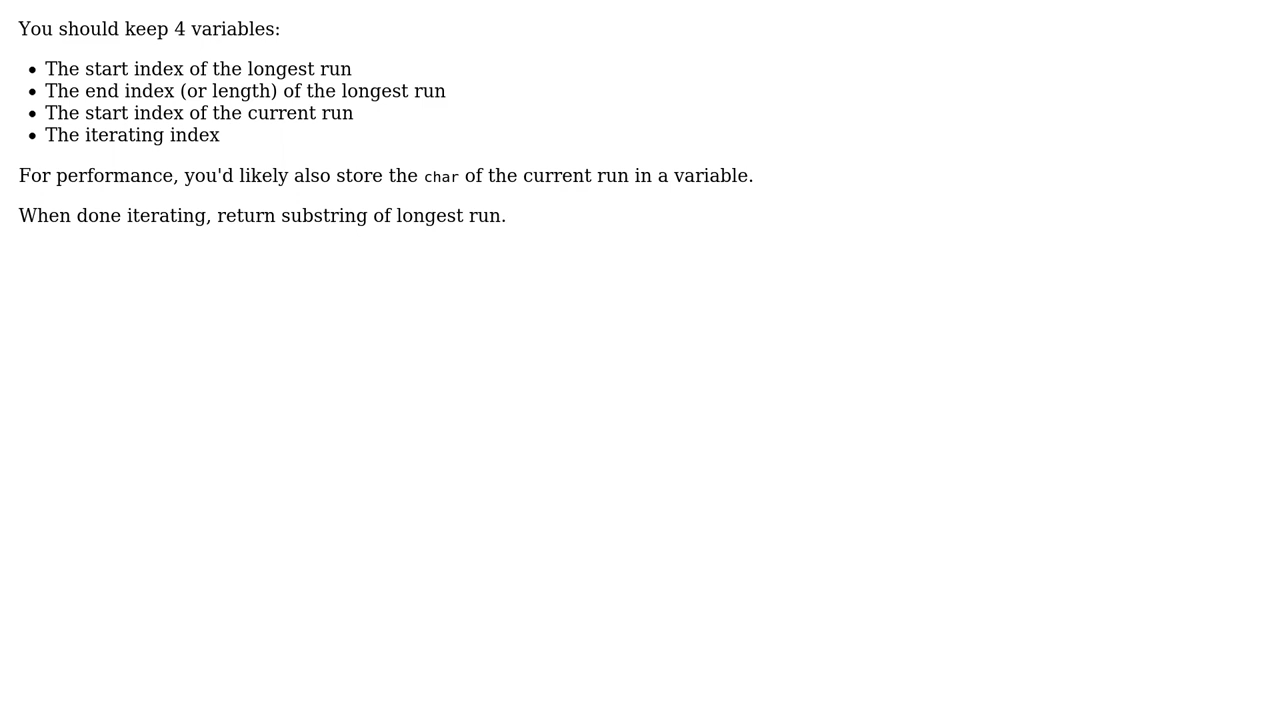 You should keep 4 variables:
• The start index of the longest run
• The end index (or length) of the longest run
• The start index of the current run
• The iterating index
For performance, you'd likely also store the char of the current run in a variable.
When done iterating, return substring of longest run.